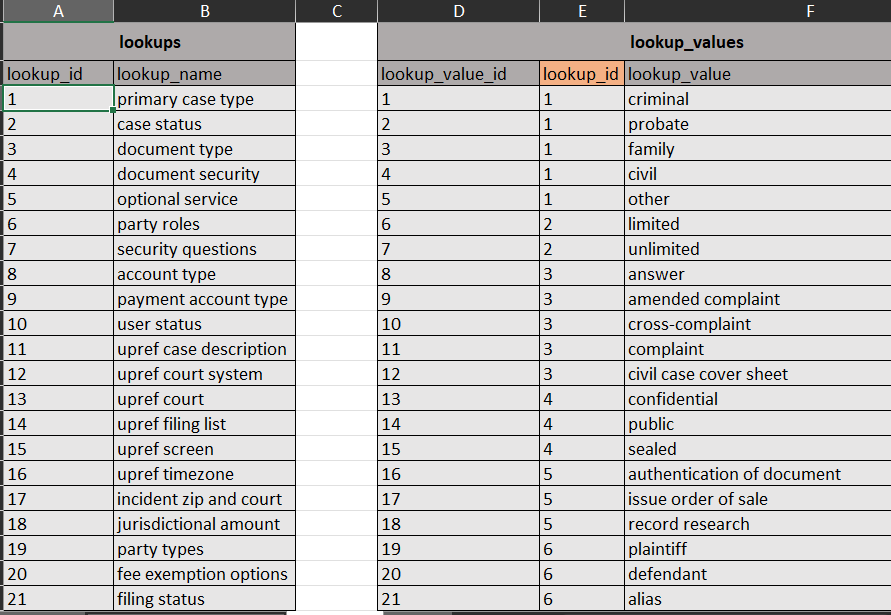 A B C D E F
lookups lookup_values
lookup_id lookup_name lookup_value_id lookup_id lookup_value
1 primary case type 1 1 criminal
2 case status 2 1 probate
3 document type 3 1 family
4 document security 4 1 civil
5 optional service 5 1 other
6 party roles 6 2 limited
7 security questions 7 2 unlimited
8 account type 8 3 answer
9 payment account type 9 3 amended complaint
10 user status 10 3 cross-complaint
11 upref case description 11 3 complaint
12 upref court system 12 3 civil case cover sheet
13 upref court 13 4 confidential
14 upref filing list 14 4 public
15 upref screen 15 4 sealed
16 upref timezone 16 5 authentication of document
17 incident zip and court 17 5 issue order of sale
18 jurisdictional amount 18 5 record research
19 party types 19 6 plaintiff
20 fee exemption options 20 6 defendant
21 filing status 21 6 alias